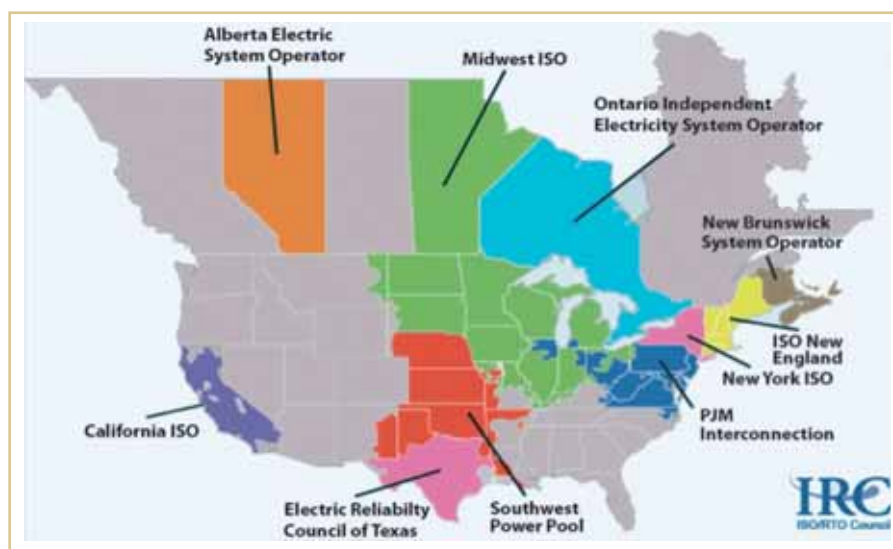 Alberta Electric
System Operator
Midwest ISO
Ontario Independent
Electricity System Operator
New Brunswick
System Operator
ISO New
England
New York ISO
PJM
Interconnection
California ISO
Electric Reliabilty
Council of Texas
Southwest
Power Pool
IRC
ISO/RTO Council